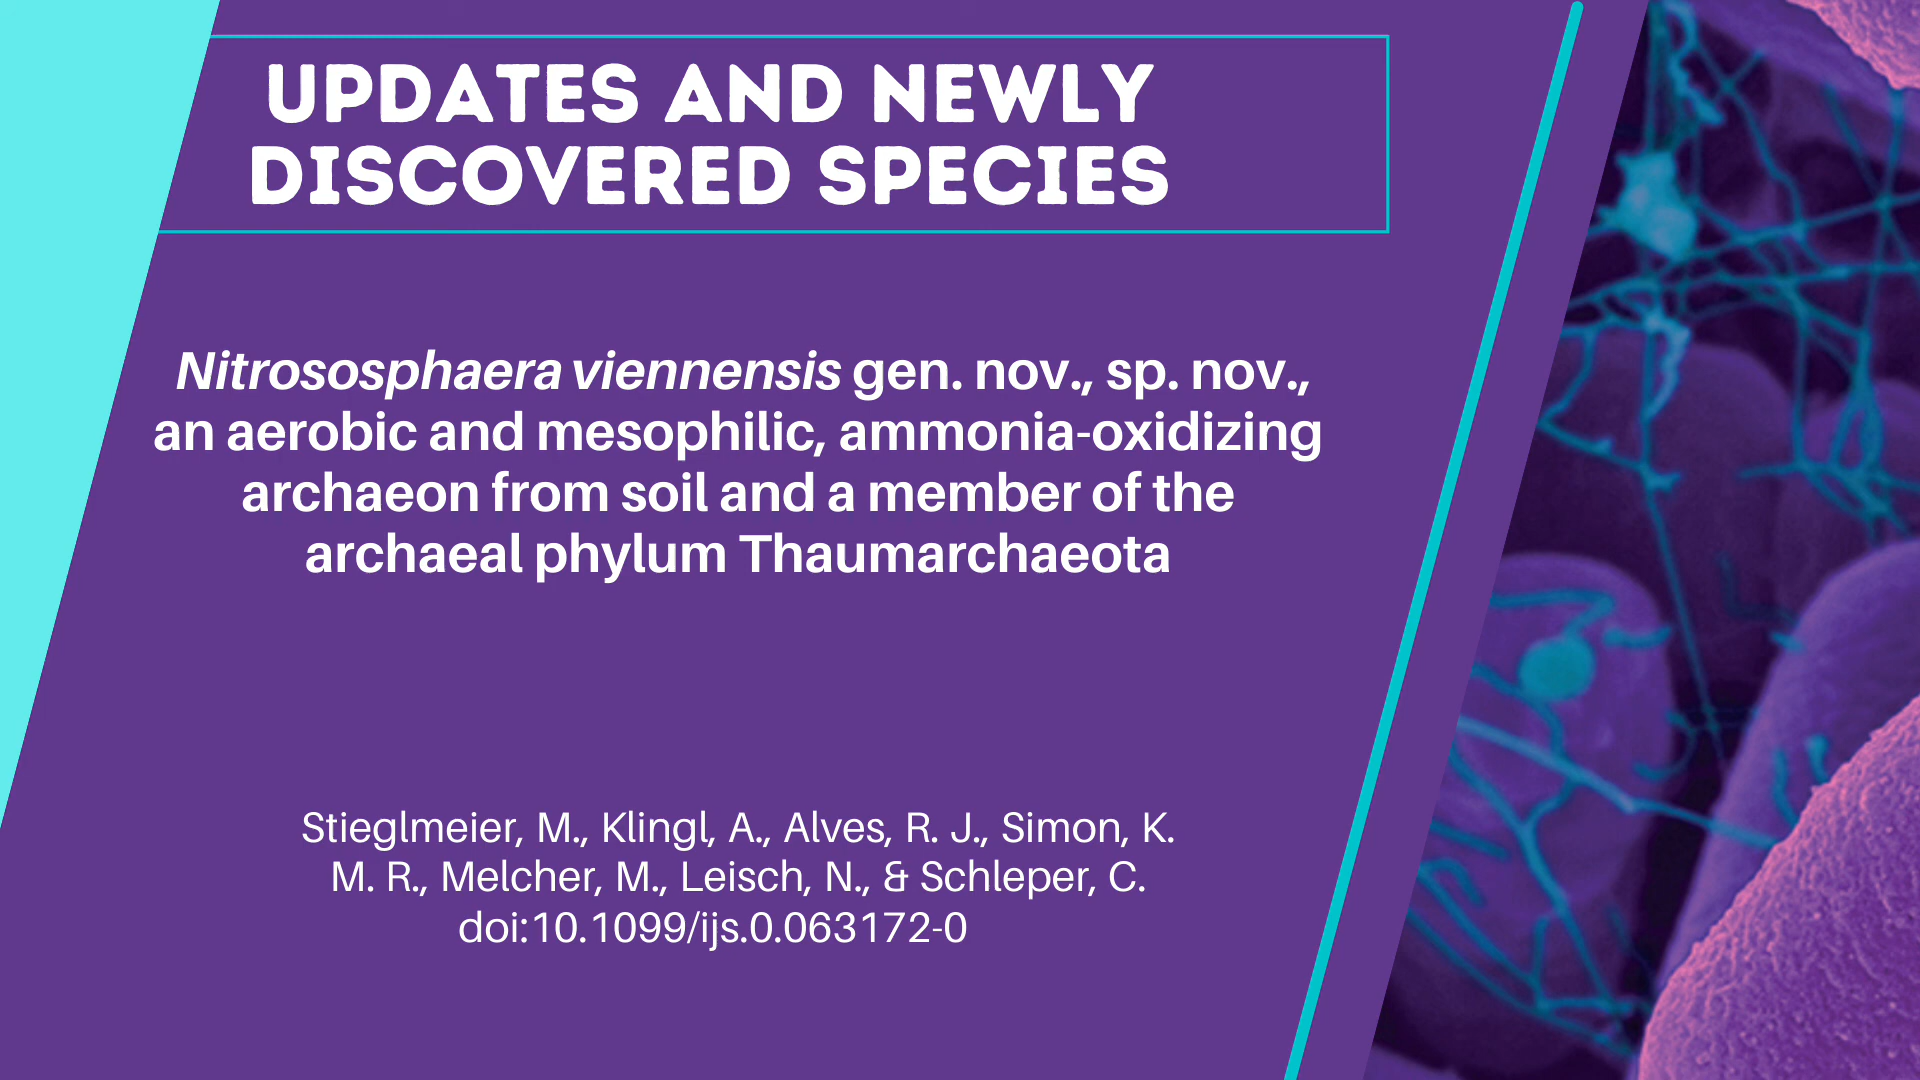 UPDATES AND NEWLY
DISCOVERED SPECIES
Nitrososphaera viennensis gen. nov., sp. nov.,
an aerobic and mesophilic, ammonia-oxidizing
archaeon from soil and a member of the
archaeal phylum Thaumarchaeota
Stieglmeier, M., Klingl, A., Alves, R. J., Simon, K.
M. R., Melcher, M., Leisch, N., & Schleper, C.
doi:10.1099/ijs.0.063172-0